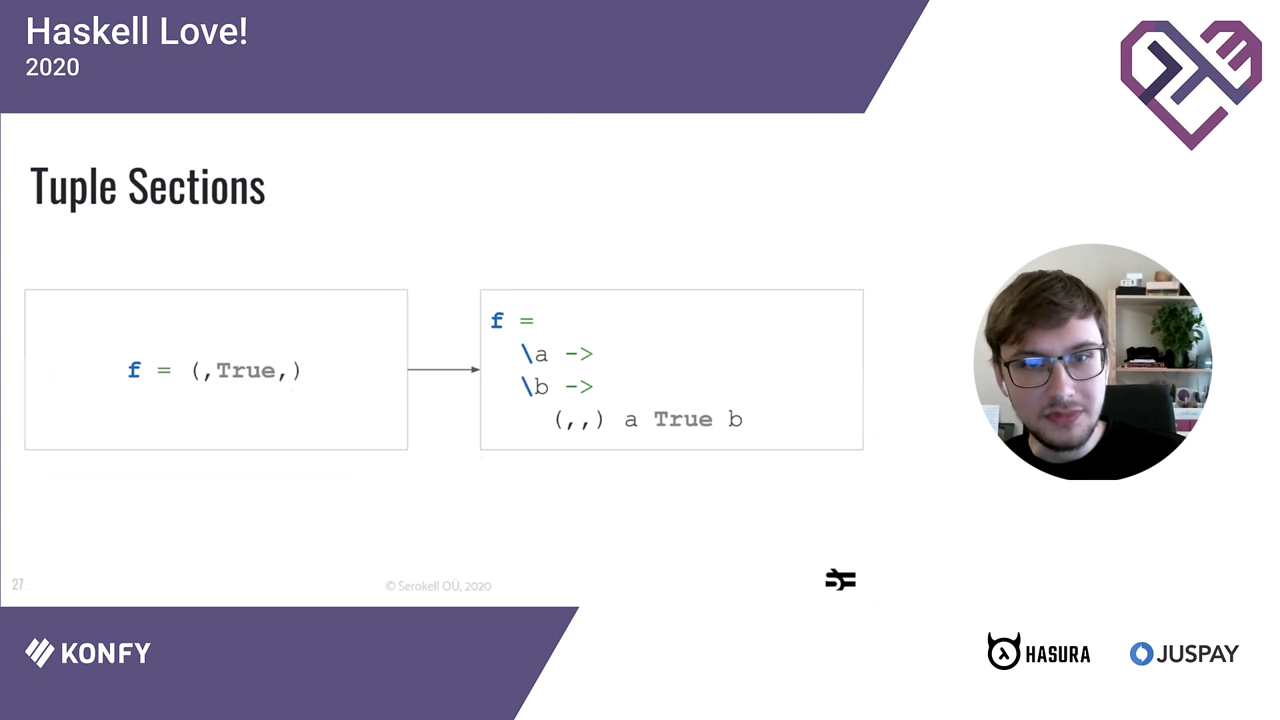 Haskell Love!
2020
Tuple Sections
f = (,True,)
f =
\a ->
\b ->
(,,) a True b
27
© Serokell OÜ, 2020
KONFY
HASURA
JUSPAY